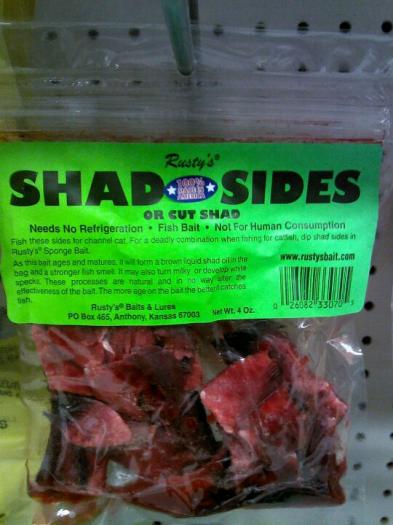 Rusty's®
SHAD 100% MADE IN AMERICA SIDES
OR CUT SHAD
Needs No Refrigeration • Fish Bait • Not For Human Consumption
Fish these sides for channel cat. For a deadly combination when fishing for catfish, dip shad sides in
Rusty's® Sponge Bait.
www.rustysbait.com
As this bait ages and matures, it will form a brown liquid shad oil in the
bag and a stronger fish smell. It may also turn milky or develop white
specks. These processes are natural and in no way alter the
effectiveness of the bait. The more age on the bait the better it catches
fish.
Rusty's® Baits & Lures
PO Box 465, Anthony, Kansas 67003
Net Wt. 4 Oz.
0 26082 33070 3